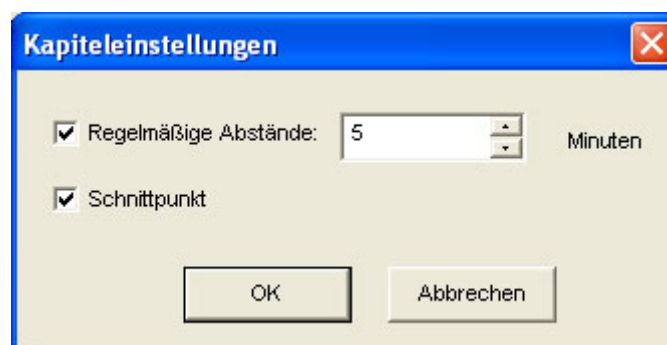 Kapiteleinstellungen
Regelmäßige Abstände: 5 Minuten
Schnittpunkt
OK Abbrechen